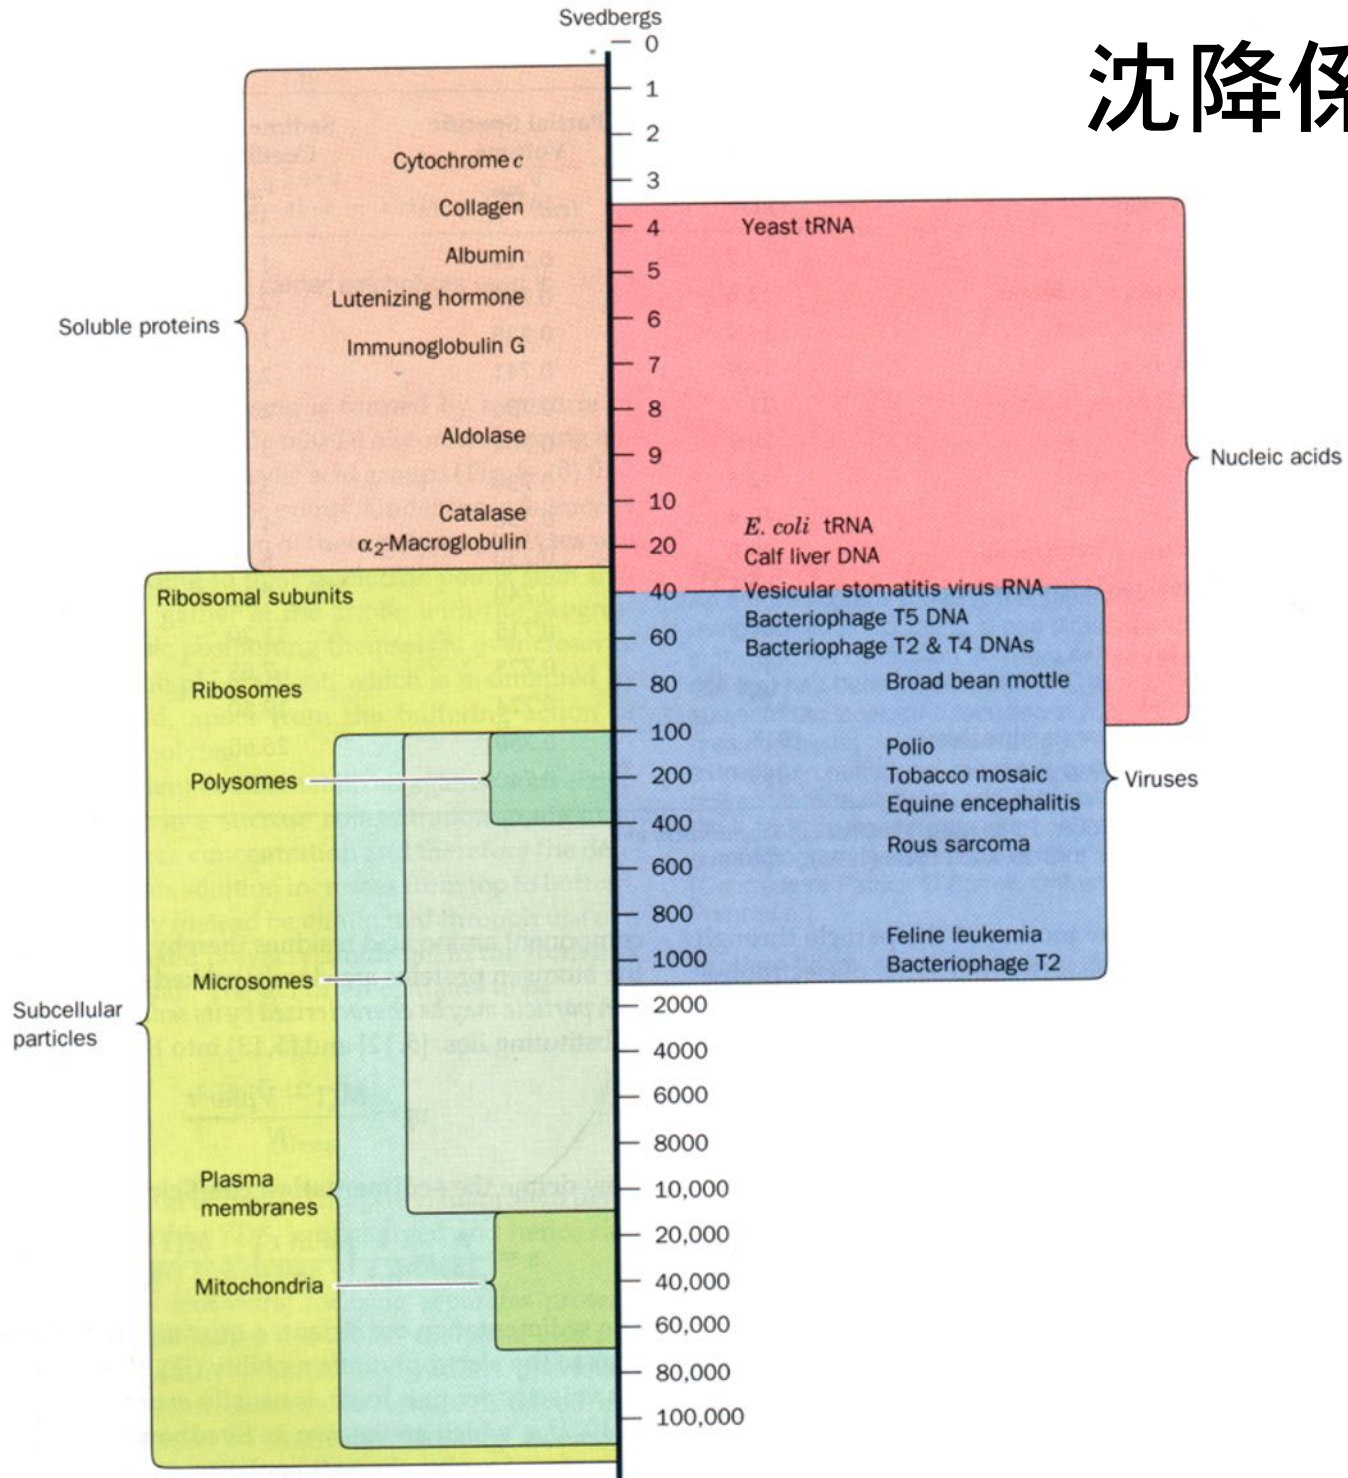 Svedbergs
沈降係
0
1
2
3
4
5
6
7
8
9
10
20
40
60
80
100
200
400
600
800
1000
2000
4000
6000
8000
10,000
20,000
40,000
60,000
80,000
100,000
Soluble proteins
Cytochrome c
Collagen
Albumin
Lutenizing hormone
Immunoglobulin G
Aldolase
Catalase
α2-Macroglobulin
Nucleic acids
Yeast tRNA
E. coli tRNA
Calf liver DNA
Vesicular stomatitis virus RNA
Bacteriophage T5 DNA
Bacteriophage T2 & T4 DNAs
Viruses
Broad bean mottle
Polio
Tobacco mosaic
Equine encephalitis
Rous sarcoma
Feline leukemia
Bacteriophage T2
Subcellular
particles
Ribosomal subunits
Ribosomes
Polysomes
Microsomes
Plasma
membranes
Mitochondria